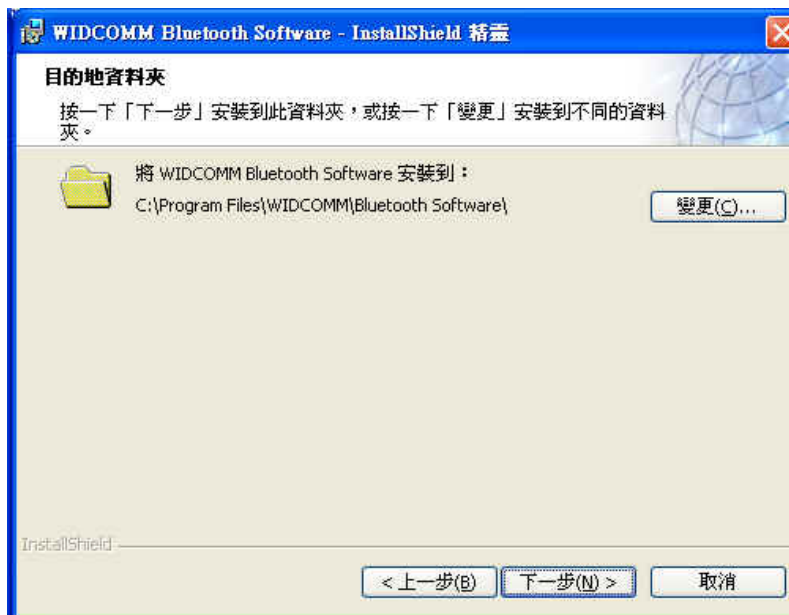 WIDCOMM Bluetooth Software - InstallShield 精靈
目的地資料夾
按一下「下一步」安裝到此資料夾，或按一下「變更」安裝到不同的資料
夾。
將 WIDCOMM Bluetooth Software 安裝到：
C:\Program Files\WIDCOMM\Bluetooth Software\
變更(C)...
InstallShield
< 上一步(B)
下一步(N) >
取消